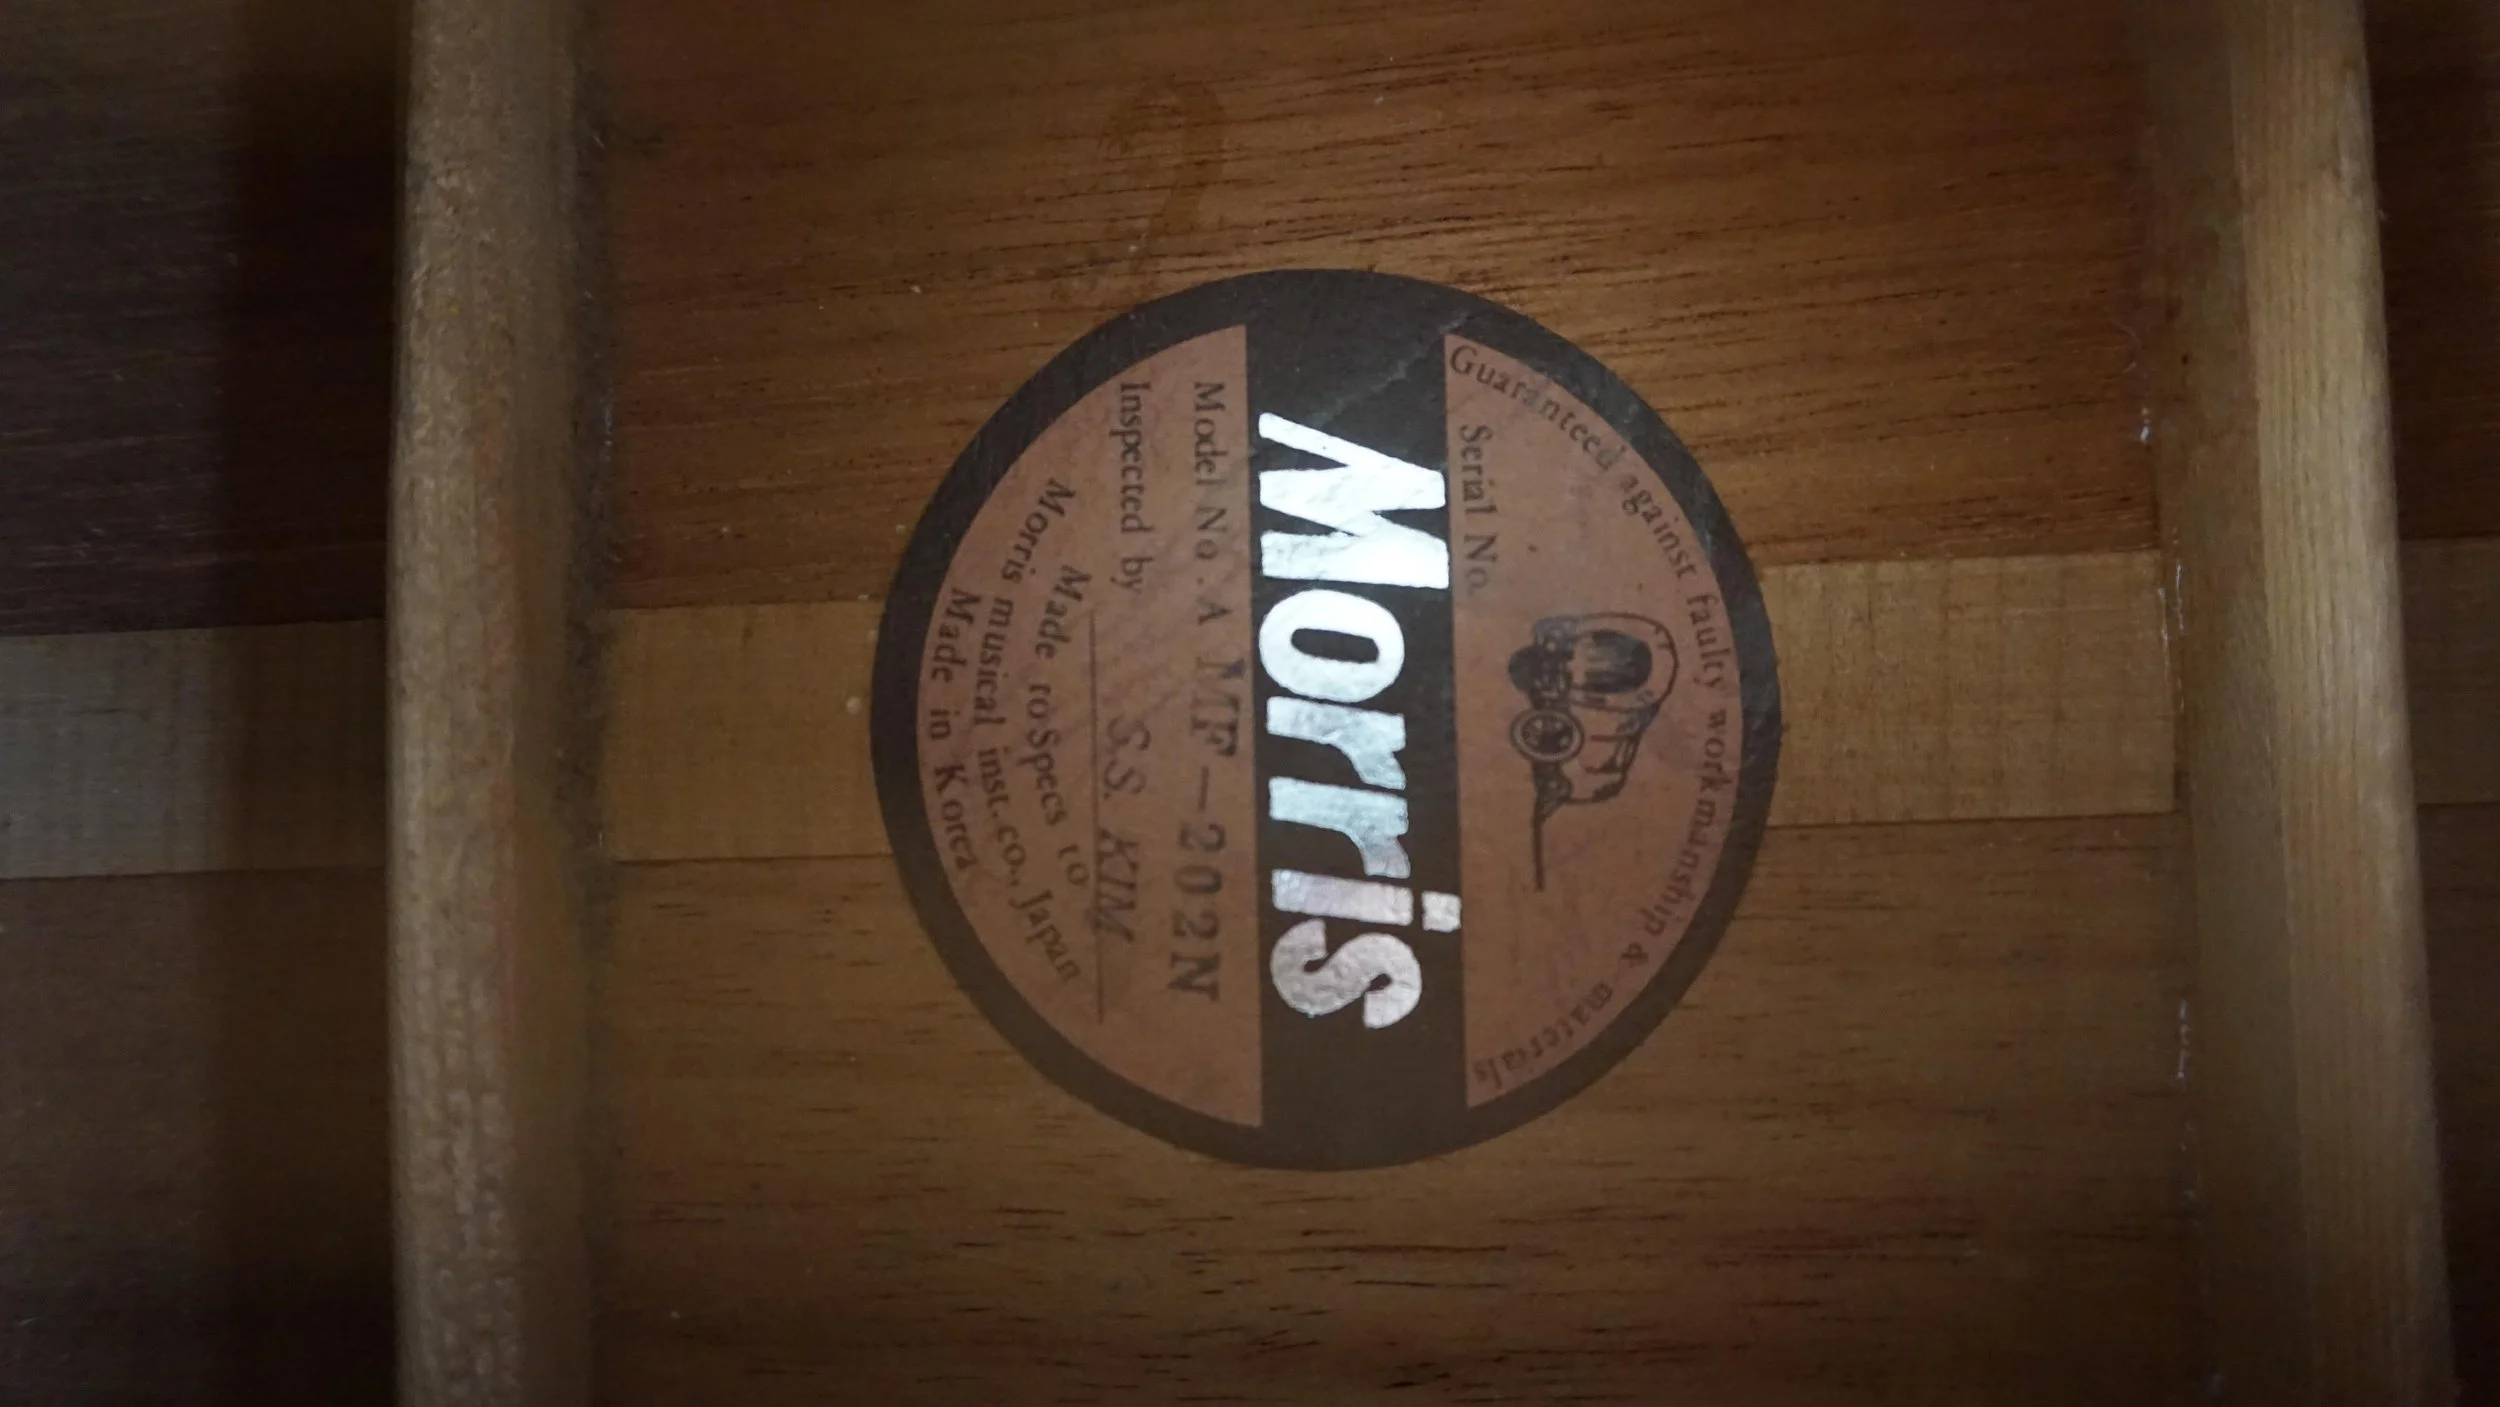 Guaranteed against faulty workmanship & materials
Serial No.
Morris
Model No. A MF-202N
Inspected by S.S. KIM
Made to Specs to
Morris musical inst. co., Japan
Made in Korea